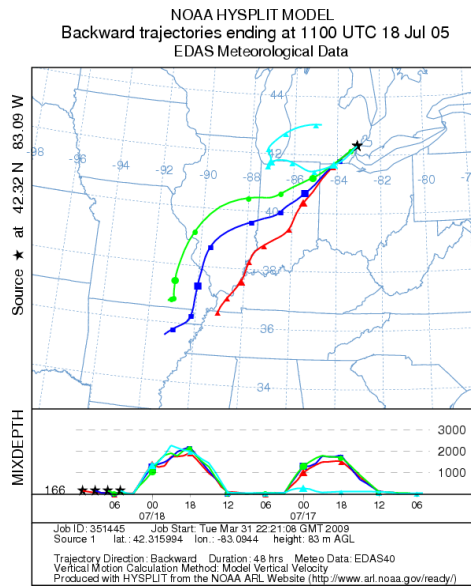 NOAA HYSPLIT MODEL
Backward trajectories ending at 1100 UTC 18 Jul 05
EDAS Meteorological Data
Source ★ at 42.32 N 83.09 W
44
-96
-94
-92
-90
-88
-86
-84
-82
-80
-78
-76
42
40
38
36
34
MIXDEPTH
3000
2000
1000
166
06 00 18 12 06 00 18 12 06
07/18 07/17
Job ID: 351445 Job Start: Tue Mar 31 22:21:08 GMT 2009
Source 1 lat.: 42.315994 lon.: -83.0944 height: 83 m AGL
Trajectory Direction: Backward Duration: 48 hrs Meteo Data: EDAS40
Vertical Motion Calculation Method: Model Vertical Velocity
Produced with HYSPLIT from the NOAA ARL Website (http://www.arl.noaa.gov/ready/)